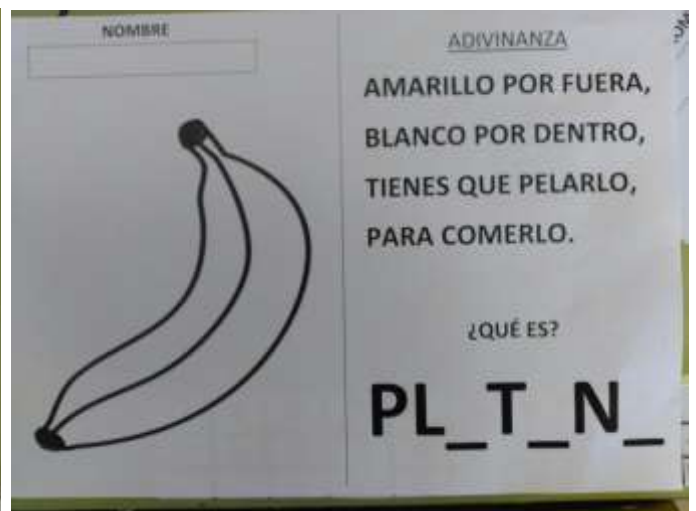 NOMBRE
ADIVINANZA
AMARILLO POR FUERA,
BLANCO POR DENTRO,
TIENES QUE PELARLO,
PARA COMERLO.
¿QUÉ ES?
PL_T_N_